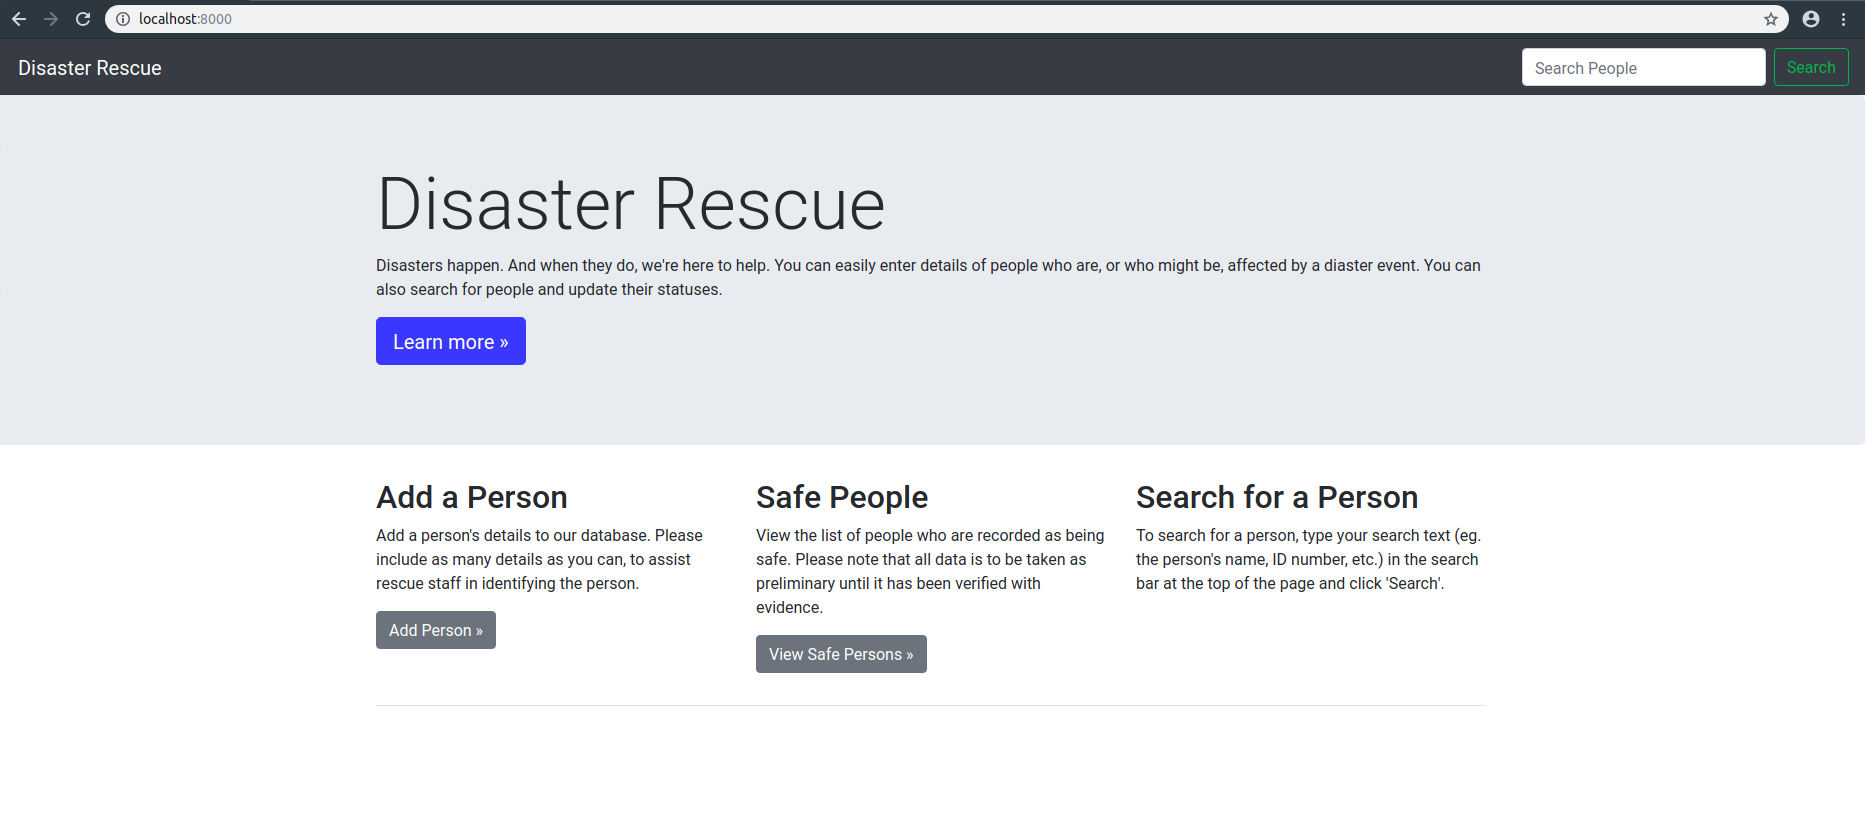 localhost:8000
Disaster Rescue
Search People
Search
Disaster Rescue
Disasters happen. And when they do, we're here to help. You can easily enter details of people who are, or who might be, affected by a diaster event. You can
also search for people and update their statuses.
Learn more »
Add a Person
Add a person's details to our database. Please
include as many details as you can, to assist
rescue staff in identifying the person.
Add Person »
Safe People
View the list of people who are recorded as being
safe. Please note that all data is to be taken as
preliminary until it has been verified with
evidence.
View Safe Persons »
Search for a Person
To search for a person, type your search text (eg.
the person's name, ID number, etc.) in the search
bar at the top of the page and click 'Search'.